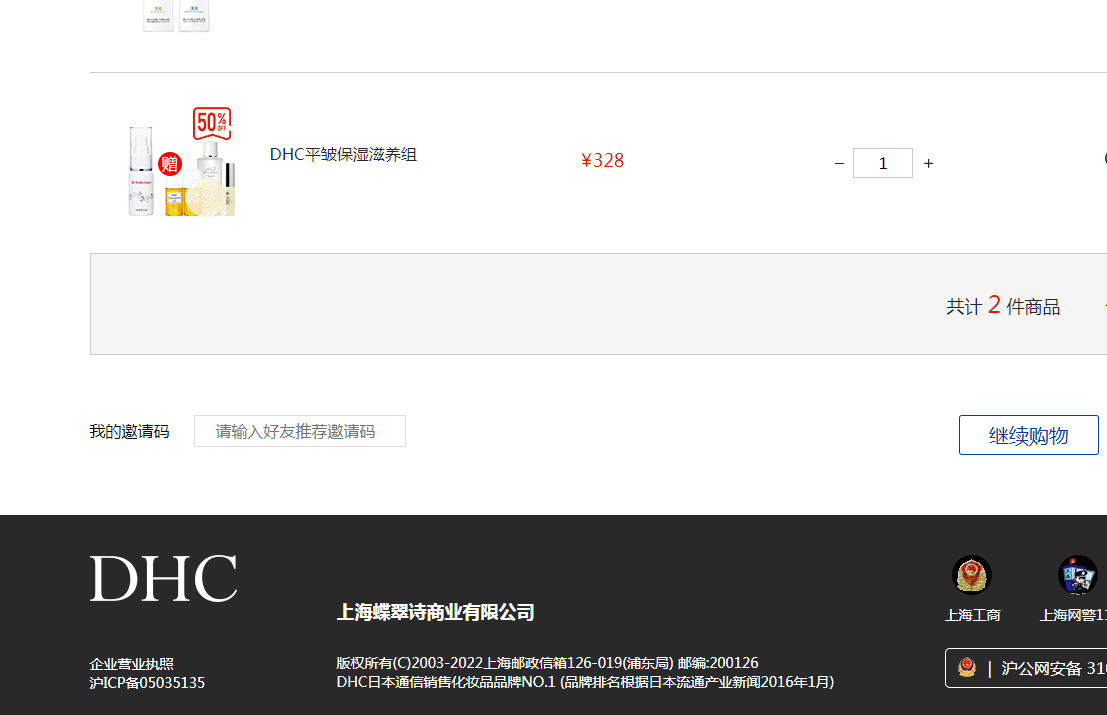 50%
OFF
赠
DHC平皱保湿滋养组
¥328
− 1 +
共计 2 件商品
我的邀请码
请输入好友推荐邀请码
继续购物
DHC
上海蝶翠诗商业有限公司
上海工商
上海网警11
企业营业执照
沪ICP备05035135
版权所有(C)2003-2022上海邮政信箱126-019(浦东局) 邮编:200126
DHC日本通信销售化妆品品牌NO.1 (品牌排名根据日本流通产业新闻2016年1月)
| 沪公网安备 310